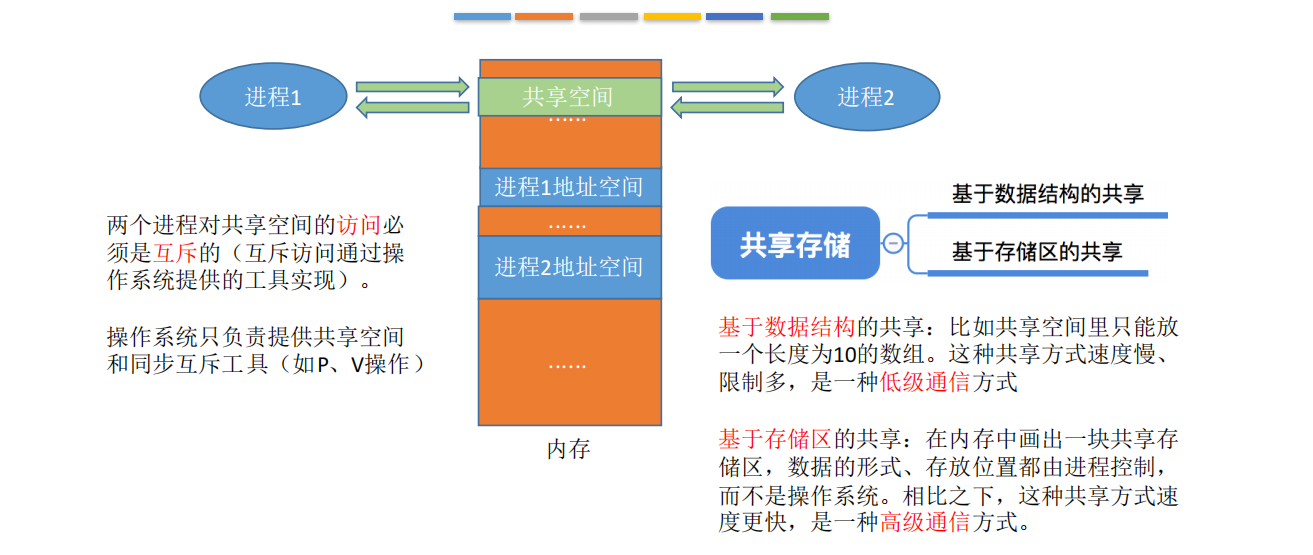 进程1
共享空间
进程2
......
进程1地址空间
......
进程2地址空间
......
内存
两个进程对共享空间的访问必
须是互斥的（互斥访问通过操
作系统提供的工具实现）。
操作系统只负责提供共享空间
和同步互斥工具（如P、V操作）
共享存储
基于数据结构的共享
基于存储区的共享
基于数据结构的共享：比如共享空间里只能放
一个长度为10的数组。这种共享方式速度慢、
限制多，是一种低级通信方式
基于存储区的共享：在内存中画出一块共享存
储区，数据的形式、存放位置都由进程控制，
而不是操作系统。相比之下，这种共享方式速
度更快，是一种高级通信方式。